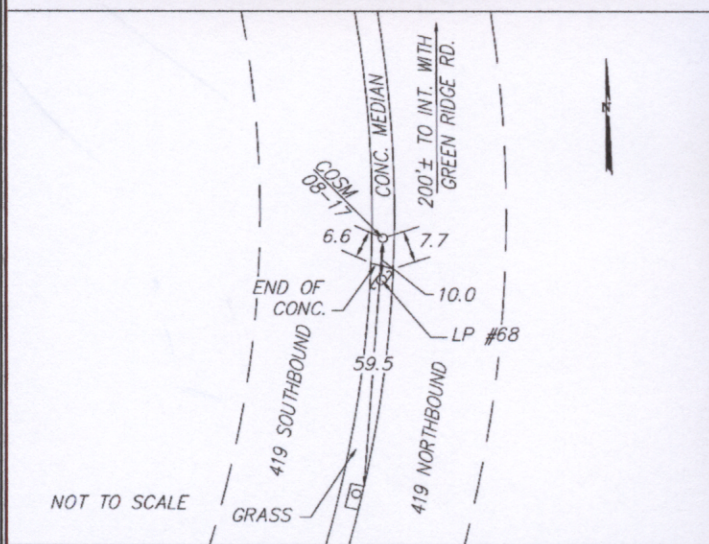 CONC. MEDIAN
200'± TO INT. WITH
GREEN RIDGE RD.
N
COSM
08-17
6.6
7.7
END OF
CONC.
10.0
LP #68
59.5
419 SOUTHBOUND
419 NORTHBOUND
NOT TO SCALE
GRASS